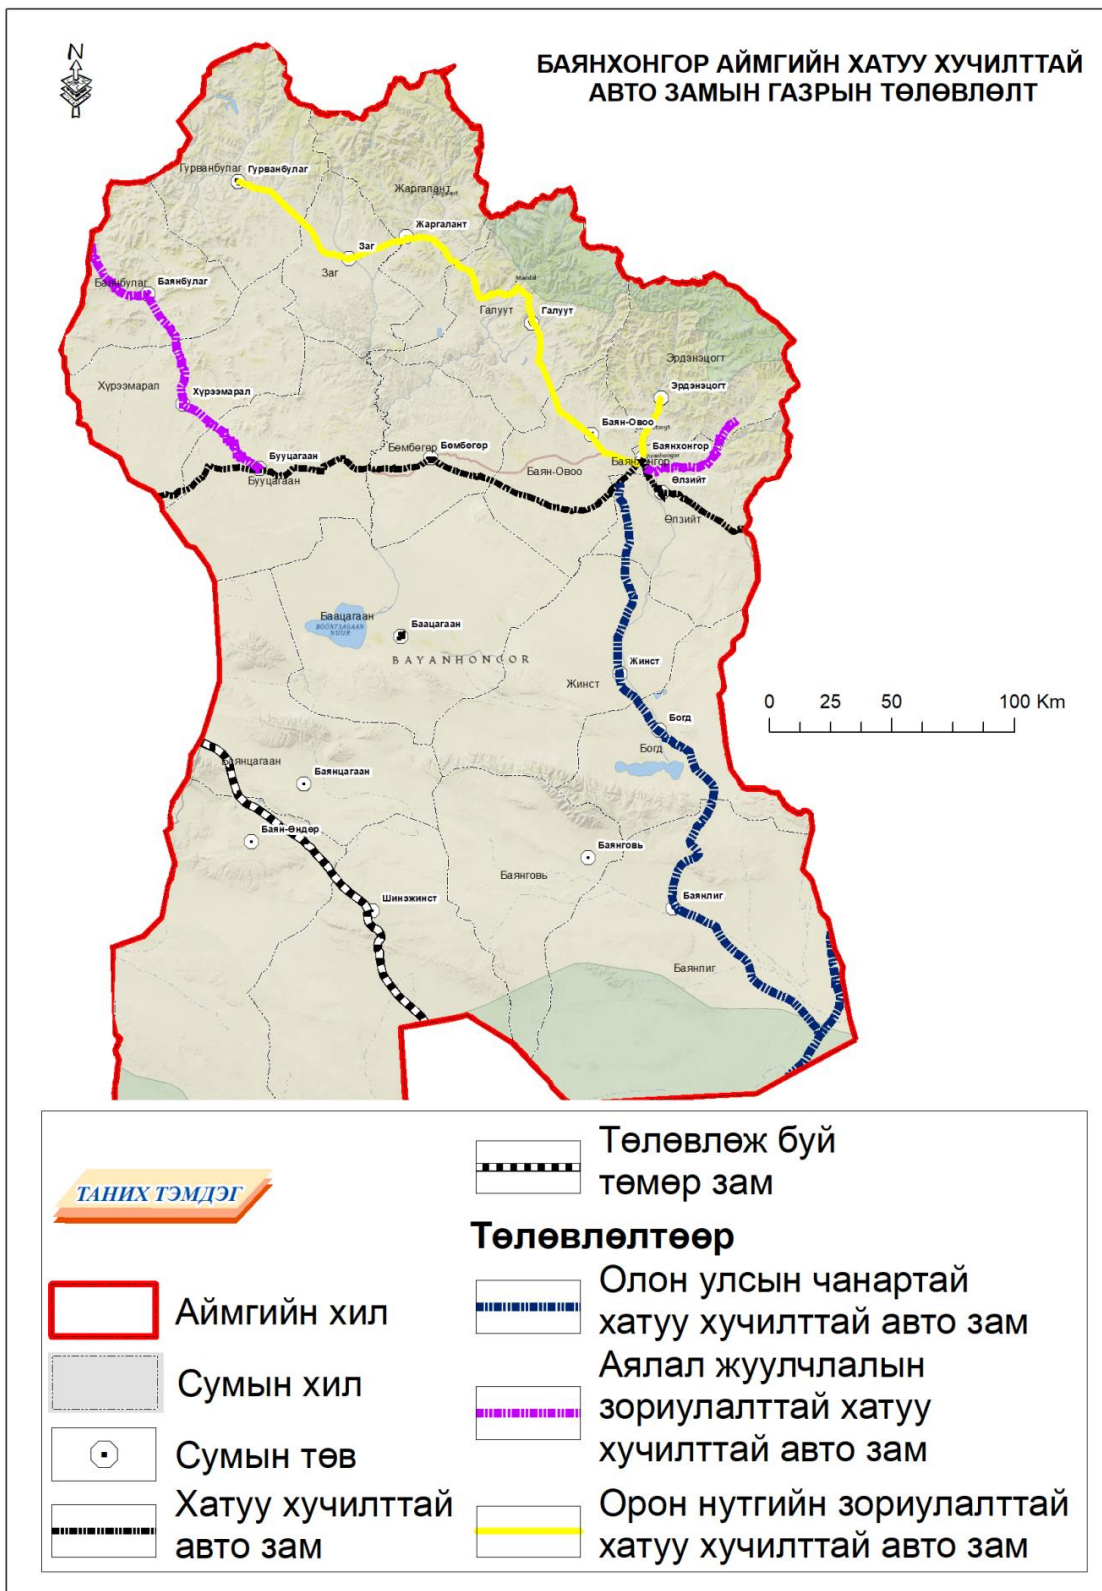 N
БАЯНХОНГОР АЙМГИЙН ХАТУУ ХУЧИЛТТАЙ
АВТО ЗАМЫН ГАЗРЫН ТӨЛӨВЛӨЛТ
Гурванбулаг
Гурванбулаг
Жаргалант
Жаргалант
Заг
Заг
Баянбулаг
Баянбулаг
Mandal
Галуут
Галуут
Эрдэнэцогт
Эрдэнэцогт
Хүрээмарал
Хүрээмарал
Баян-Овоо
Баянхонгор
Бөмбөгөр
Бөмбөгөр
Бууцагаан
Бууцагаан
Баян-Овоо
Баянхонгор
Өлзийт
Өлзийт
Баацагаан
BOONTSAGAAN
NUUR
Баацагаан
BAYANHONGOR
Жинст
Жинст
0 25 50 100 Km
Богд
Богд
Баянцагаан
Баянцагаан
Баян-Өндөр
Баянговь
Баянговь
Шинэжинст
Баянлиг
Баянлиг
ТАНИХ ТЭМДЭГ
Аймгийн хил
Сумын хил
Сумын төв
Хатуу хучилттай
авто зам
Төлөвлөж буй
төмөр зам
Төлөвлөлтөөр
Олон улсын чанартай
хатуу хучилттай авто зам
Аялал жуулчлалын
зориулалттай хатуу
хучилттай авто зам
Орон нутгийн зориулалттай
хатуу хучилттай авто зам